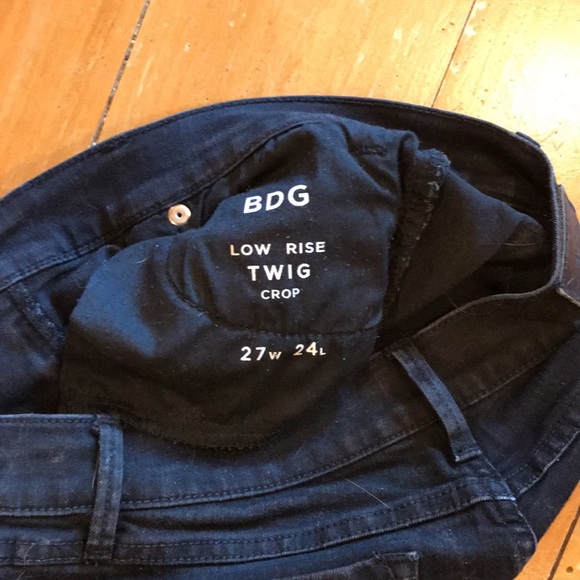 BDG
LOW RISE
TWIG
CROP
27W 24L